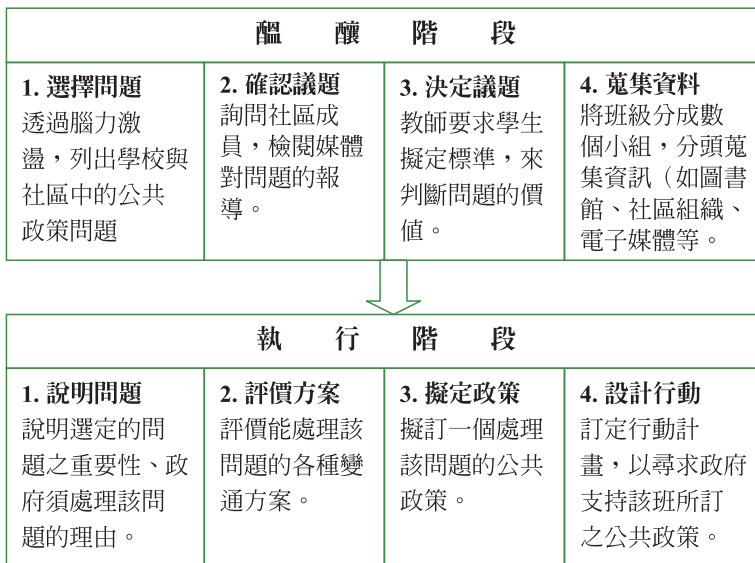 醞釀階段
1. 選擇問題
透過腦力激
盪，列出學校與
社區中的公共
政策問題
2. 確認議題
詢問社區成
員，檢閱媒體
對問題的報
導。
3. 決定議題
教師要求學生
擬定標準，來
判斷問題的價
值。
4. 蒐集資料
將班級分成數
個小組，分頭蒐
集資訊（如圖書
館、社區組織、
電子媒體等。
執行階段
1. 說明問題
說明選定的問
題之重要性、政
府須處理該問
題的理由。
2. 評價方案
評價能處理該
問題的各種變
通方案。
3. 擬定政策
擬訂一個處理
該問題的公共
政策。
4. 設計行動
訂定行動計
畫，以尋求政府
支持該班所訂
之公共政策。